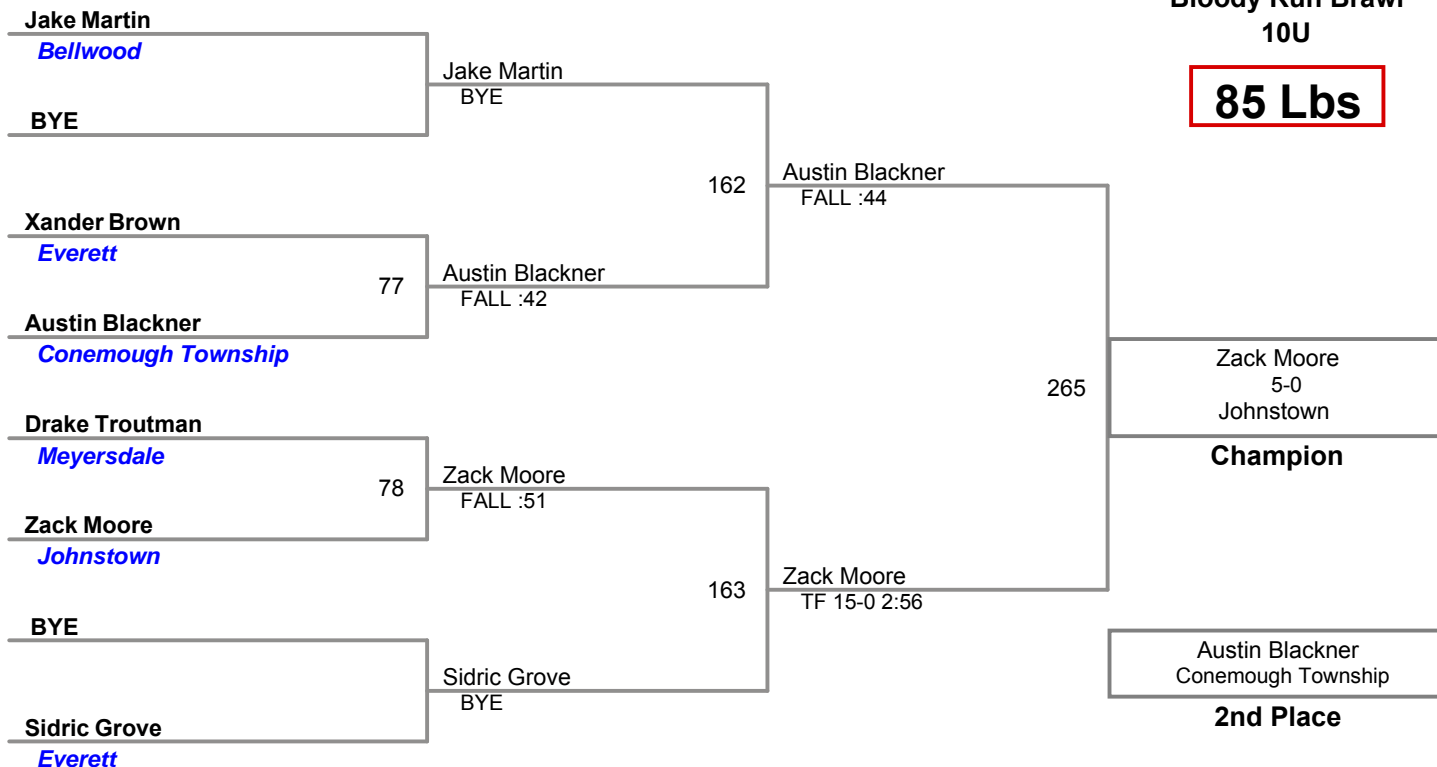 Bloody Run Brawl
10U
85 Lbs
Jake Martin
Bellwood
BYE
Xander Brown
Everett
Austin Blackner
Conemough Township
Drake Troutman
Meyersdale
Zack Moore
Johnstown
BYE
Sidric Grove
Everett
Jake Martin
BYE
77
Austin Blackner
FALL :42
78
Zack Moore
FALL :51
Sidric Grove
BYE
162
Austin Blackner
FALL :44
163
Zack Moore
TF 15-0 2:56
265
Zack Moore
5-0
Johnstown
Champion
Austin Blackner
Conemough Township
2nd Place